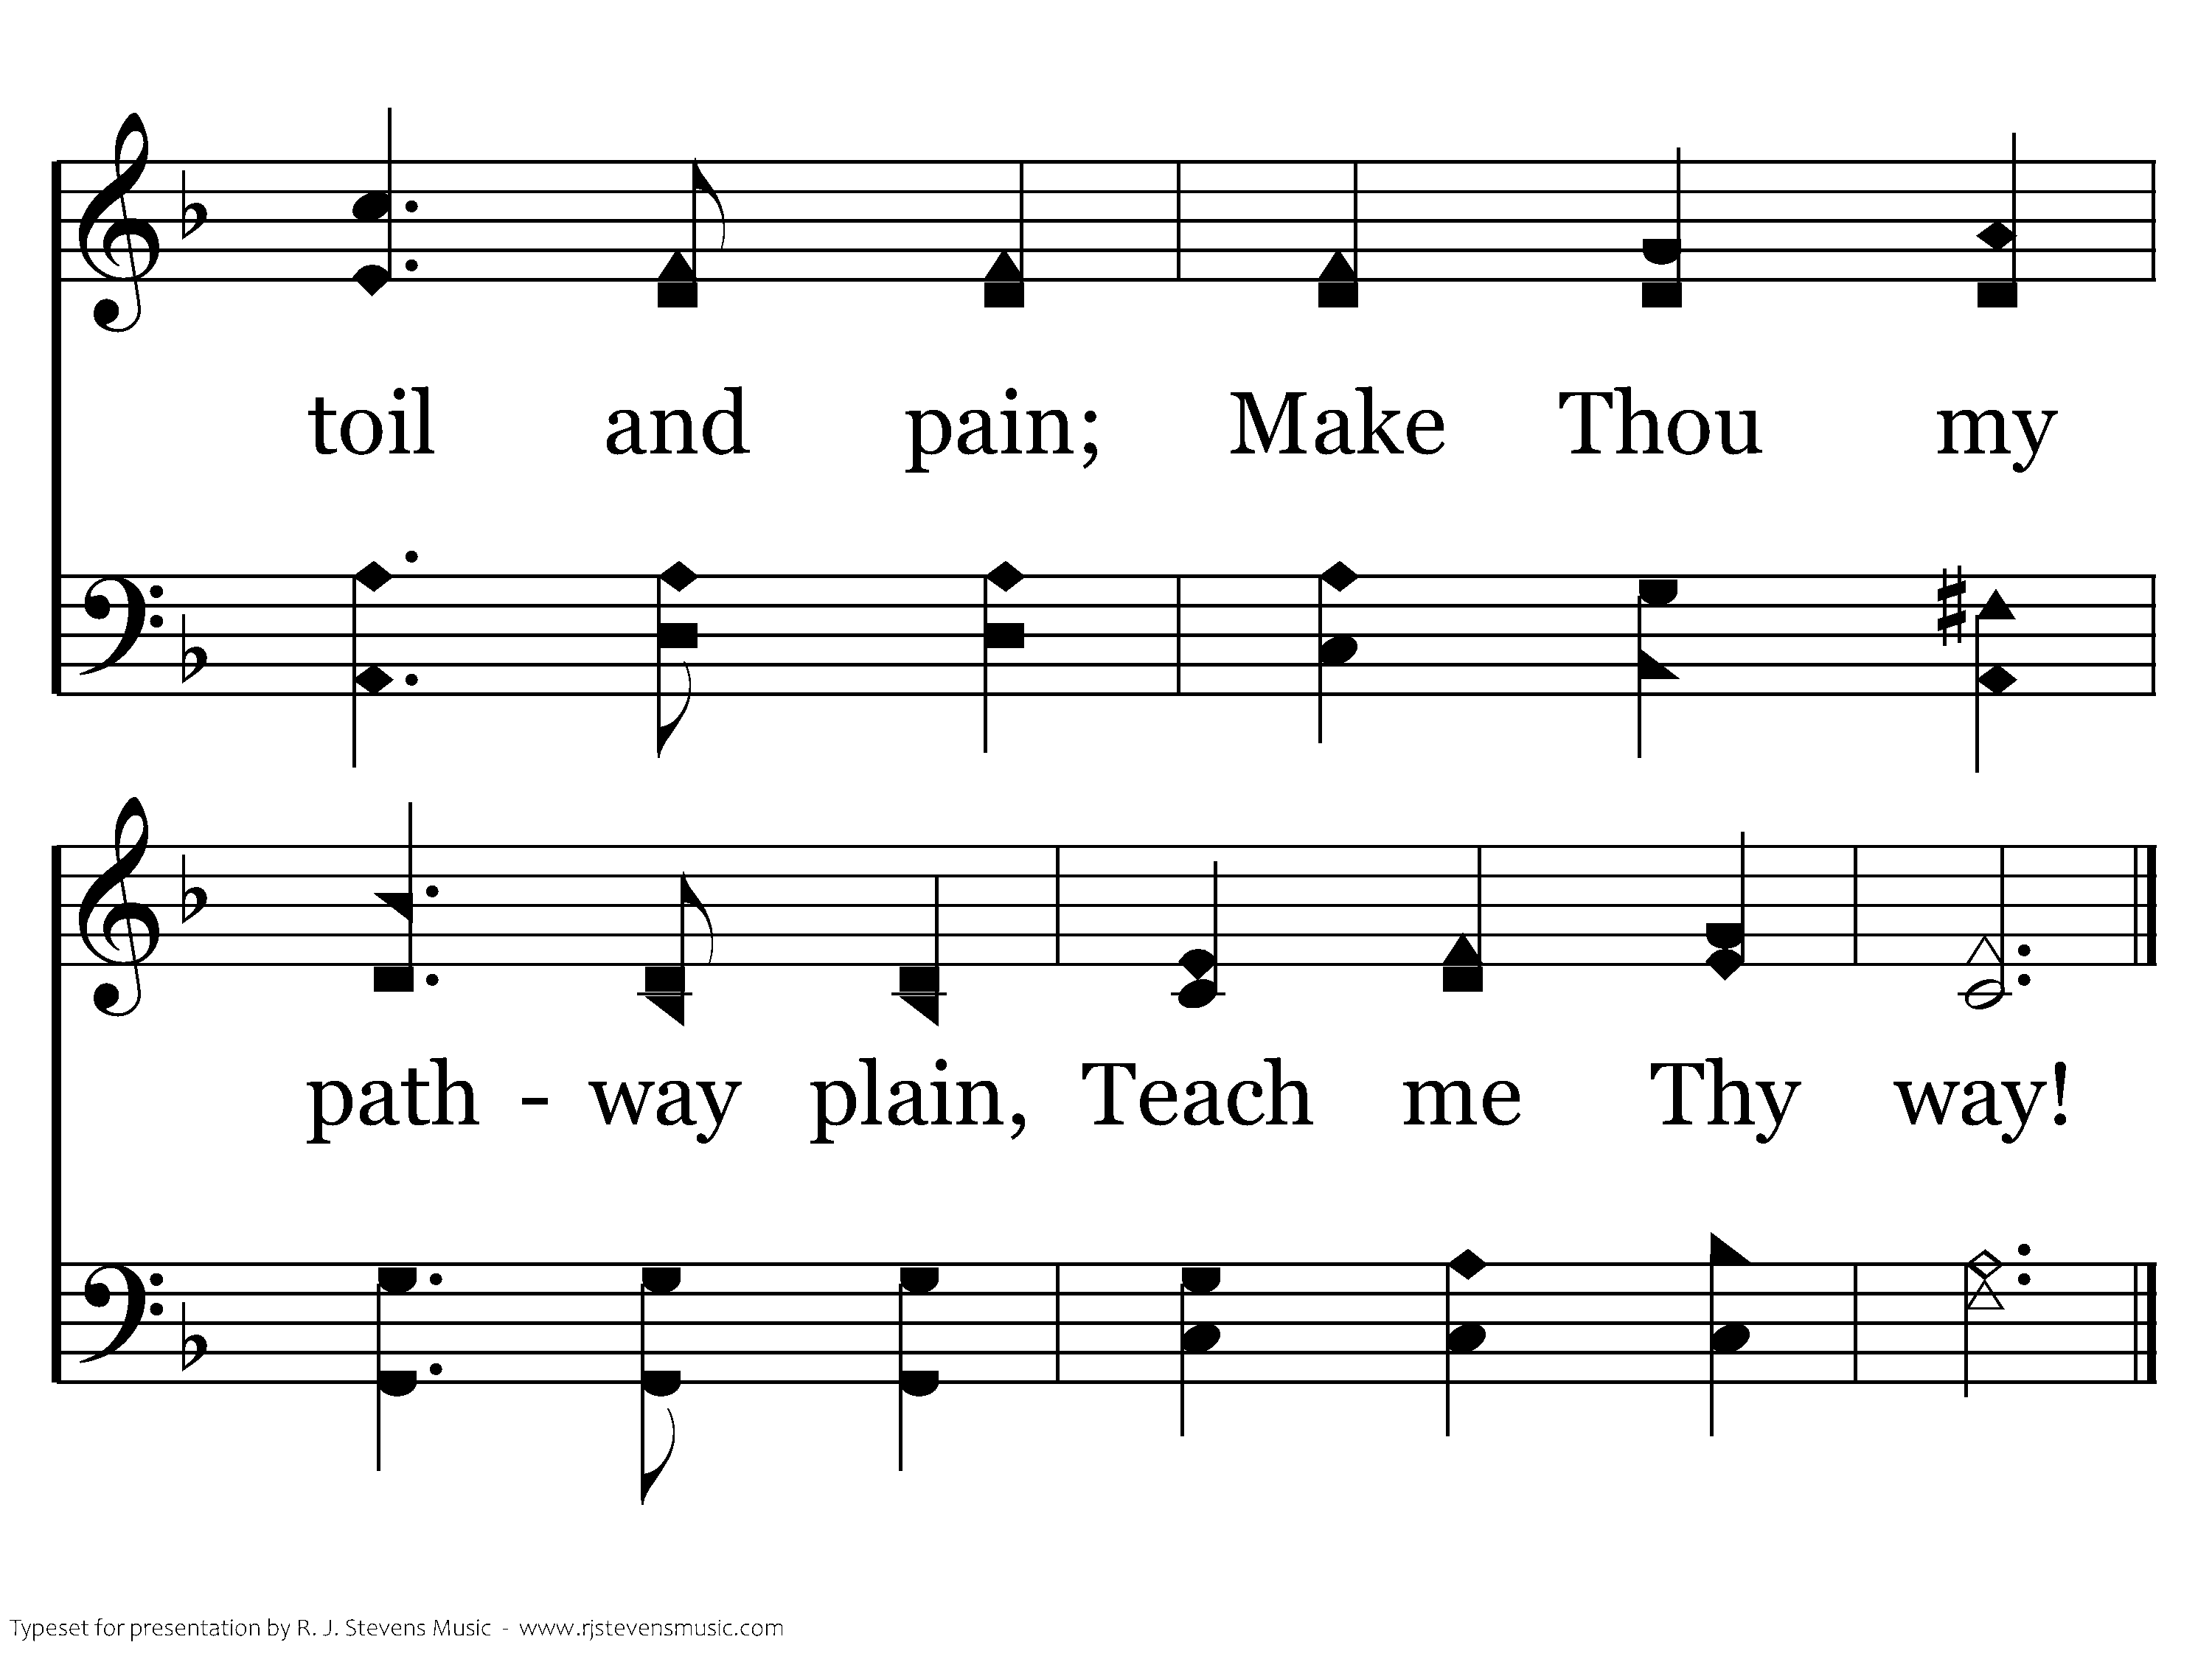 toil and pain; Make Thou my
path - way plain, Teach me Thy way!
Typeset for presentation by R. J. Stevens Music - www.rjstevensmusic.com